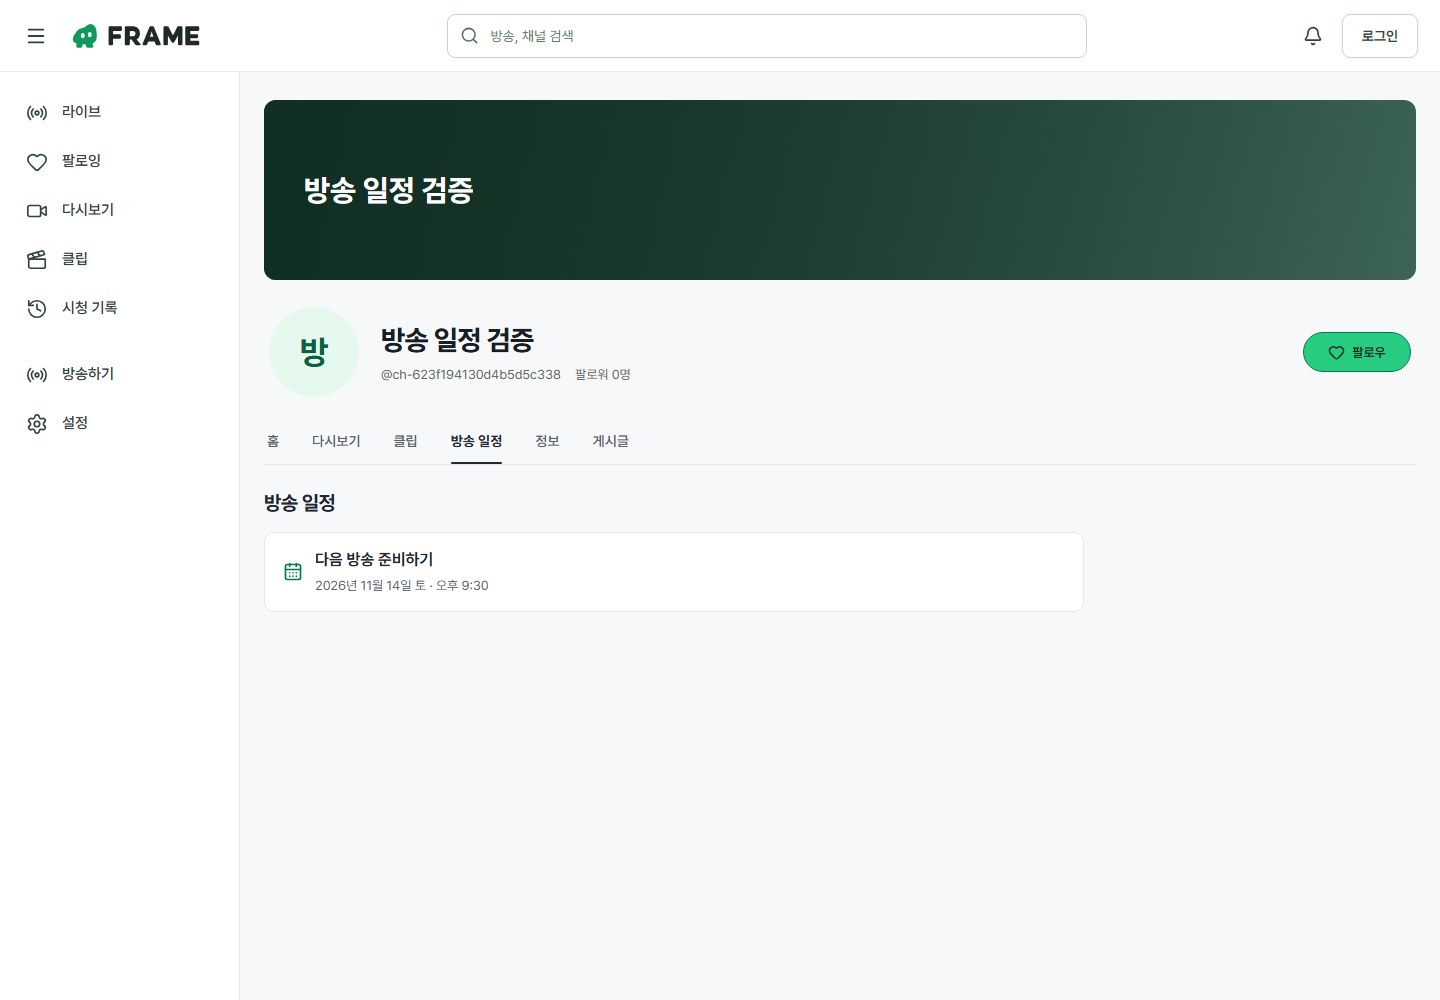 FRAME
방송, 채널 검색
로그인
라이브
팔로잉
다시보기
클립
시청 기록
방송하기
설정
방송 일정 검증
방
방송 일정 검증
@ch-623f194130d4b5d5c338 팔로워 0명
팔로우
홈 다시보기 클립 방송 일정 정보 게시글
방송 일정
다음 방송 준비하기
2026년 11월 14일 토 · 오후 9:30